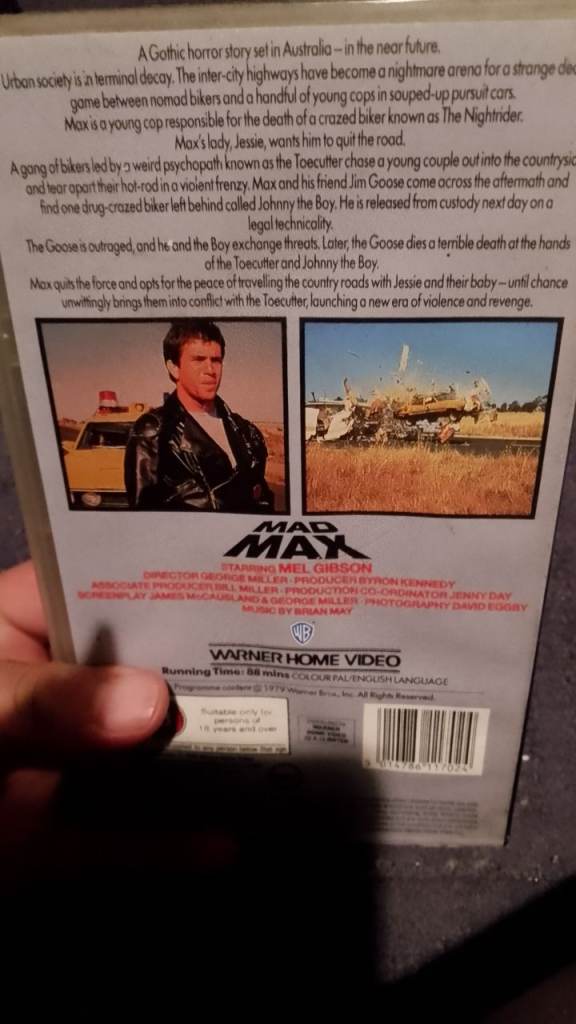 A Gothic horror story set in Australia – in the near future.
Urban society is in terminal decay. The inter-city highways have become a nightmare arena for a strange
game between nomad bikers and a handful of young cops in souped-up pursuit cars.
Max is a young cop responsible for the death of a crazed biker known as The Nightrider.
Max's lady, Jessie, wants him to quit the road.
A gang of bikers led by a weird psychopath known as the Toecutter chase a young couple out into the
and tear apart their hot-rod in a violent frenzy. Max and his friend Jim Goose come across the aftermath and
find one drug-crazed biker left behind called Johnny the Boy. He is released from custody next day on a
legal technicality.
The Goose is outraged, and he and the Boy exchange threats. Later, the Goose dies a terrible death at the hands
of the Toecutter and Johnny the Boy.
Max quits the force and opts for the peace of travelling the country roads with Jessie and their baby – until chance
unwittingly brings them into conflict with the Toecutter, launching a new era of violence and revenge.
MAD
MAX
STARRING MEL GIBSON
DIRECTOR GEORGE MILLER · PRODUCER BYRON KENNEDY
ASSOCIATE PRODUCER BILL MILLER · PRODUCTION CO-ORDINATOR JENNY DAY
SCREENPLAY JAMES McCAUSLAND & GEORGE MILLER · PHOTOGRAPHY DAVID EGGBY
MUSIC BY BRIAN MAY
WB
WARNER HOME VIDEO
Running Time: 88 mins COLOUR PAL/ENGLISH LANGUAGE
Programme content © 1979 Warner Bros., Inc. All Rights Reserved.
Suitable only for
persons of
18 years and over
to any person below that age
5 014786 117024